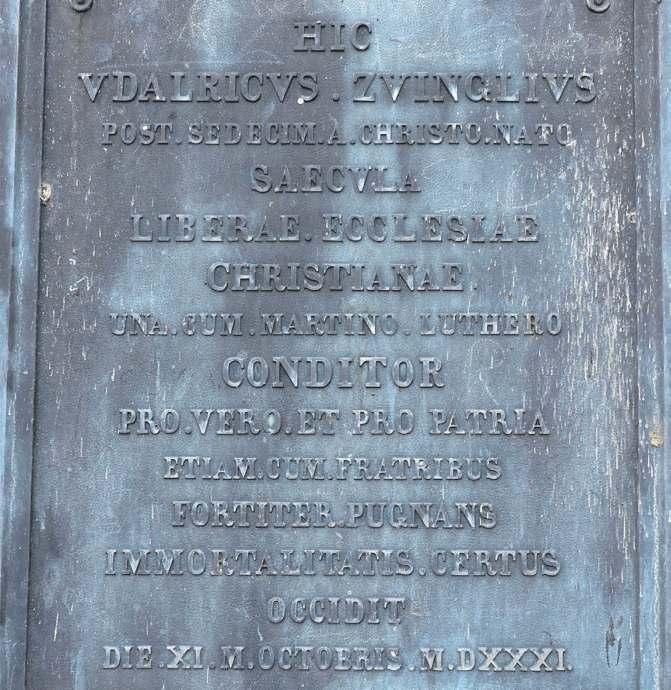 HIC
VDALRICVS . ZVINGLIVS
POST. SEDECIM. A. CHRISTO. NATO
SAECVLA
LIBERAE. ECCLESIAE
CHRISTIANAE.
UNA. CUM. MARTINO. LUTHERO
CONDITOR
PRO. VERO. ET PRO PATRIA
ETIAM. CUM. FRATRIBUS
FORTITER. PUGNANS
IMMORTALITATIS. CERTUS
OCCIDIT
DIE. XI. M. OCTOBRIS. M. DXXXI.